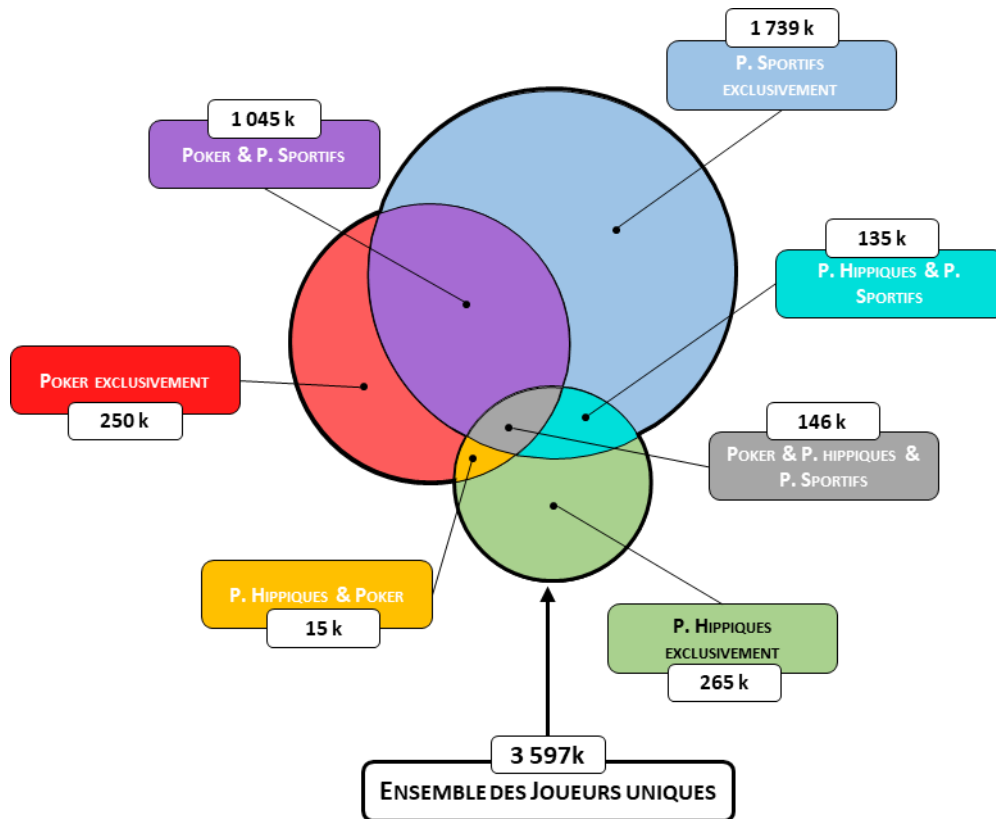 1 739 k
P. SPORTIFS
EXCLUSIVEMENT
1 045 k
POKER & P. SPORTIFS
135 k
P. HIPPIQUES & P.
SPORTIFS
POKER EXCLUSIVEMENT
250 k
146 k
POKER & P. HIPPIQUES &
P. SPORTIFS
P. HIPPIQUES & POKER
15 k
P. HIPPIQUES
EXCLUSIVEMENT
265 k
3 597k
ENSEMBLE DES JOUEURS UNIQUES